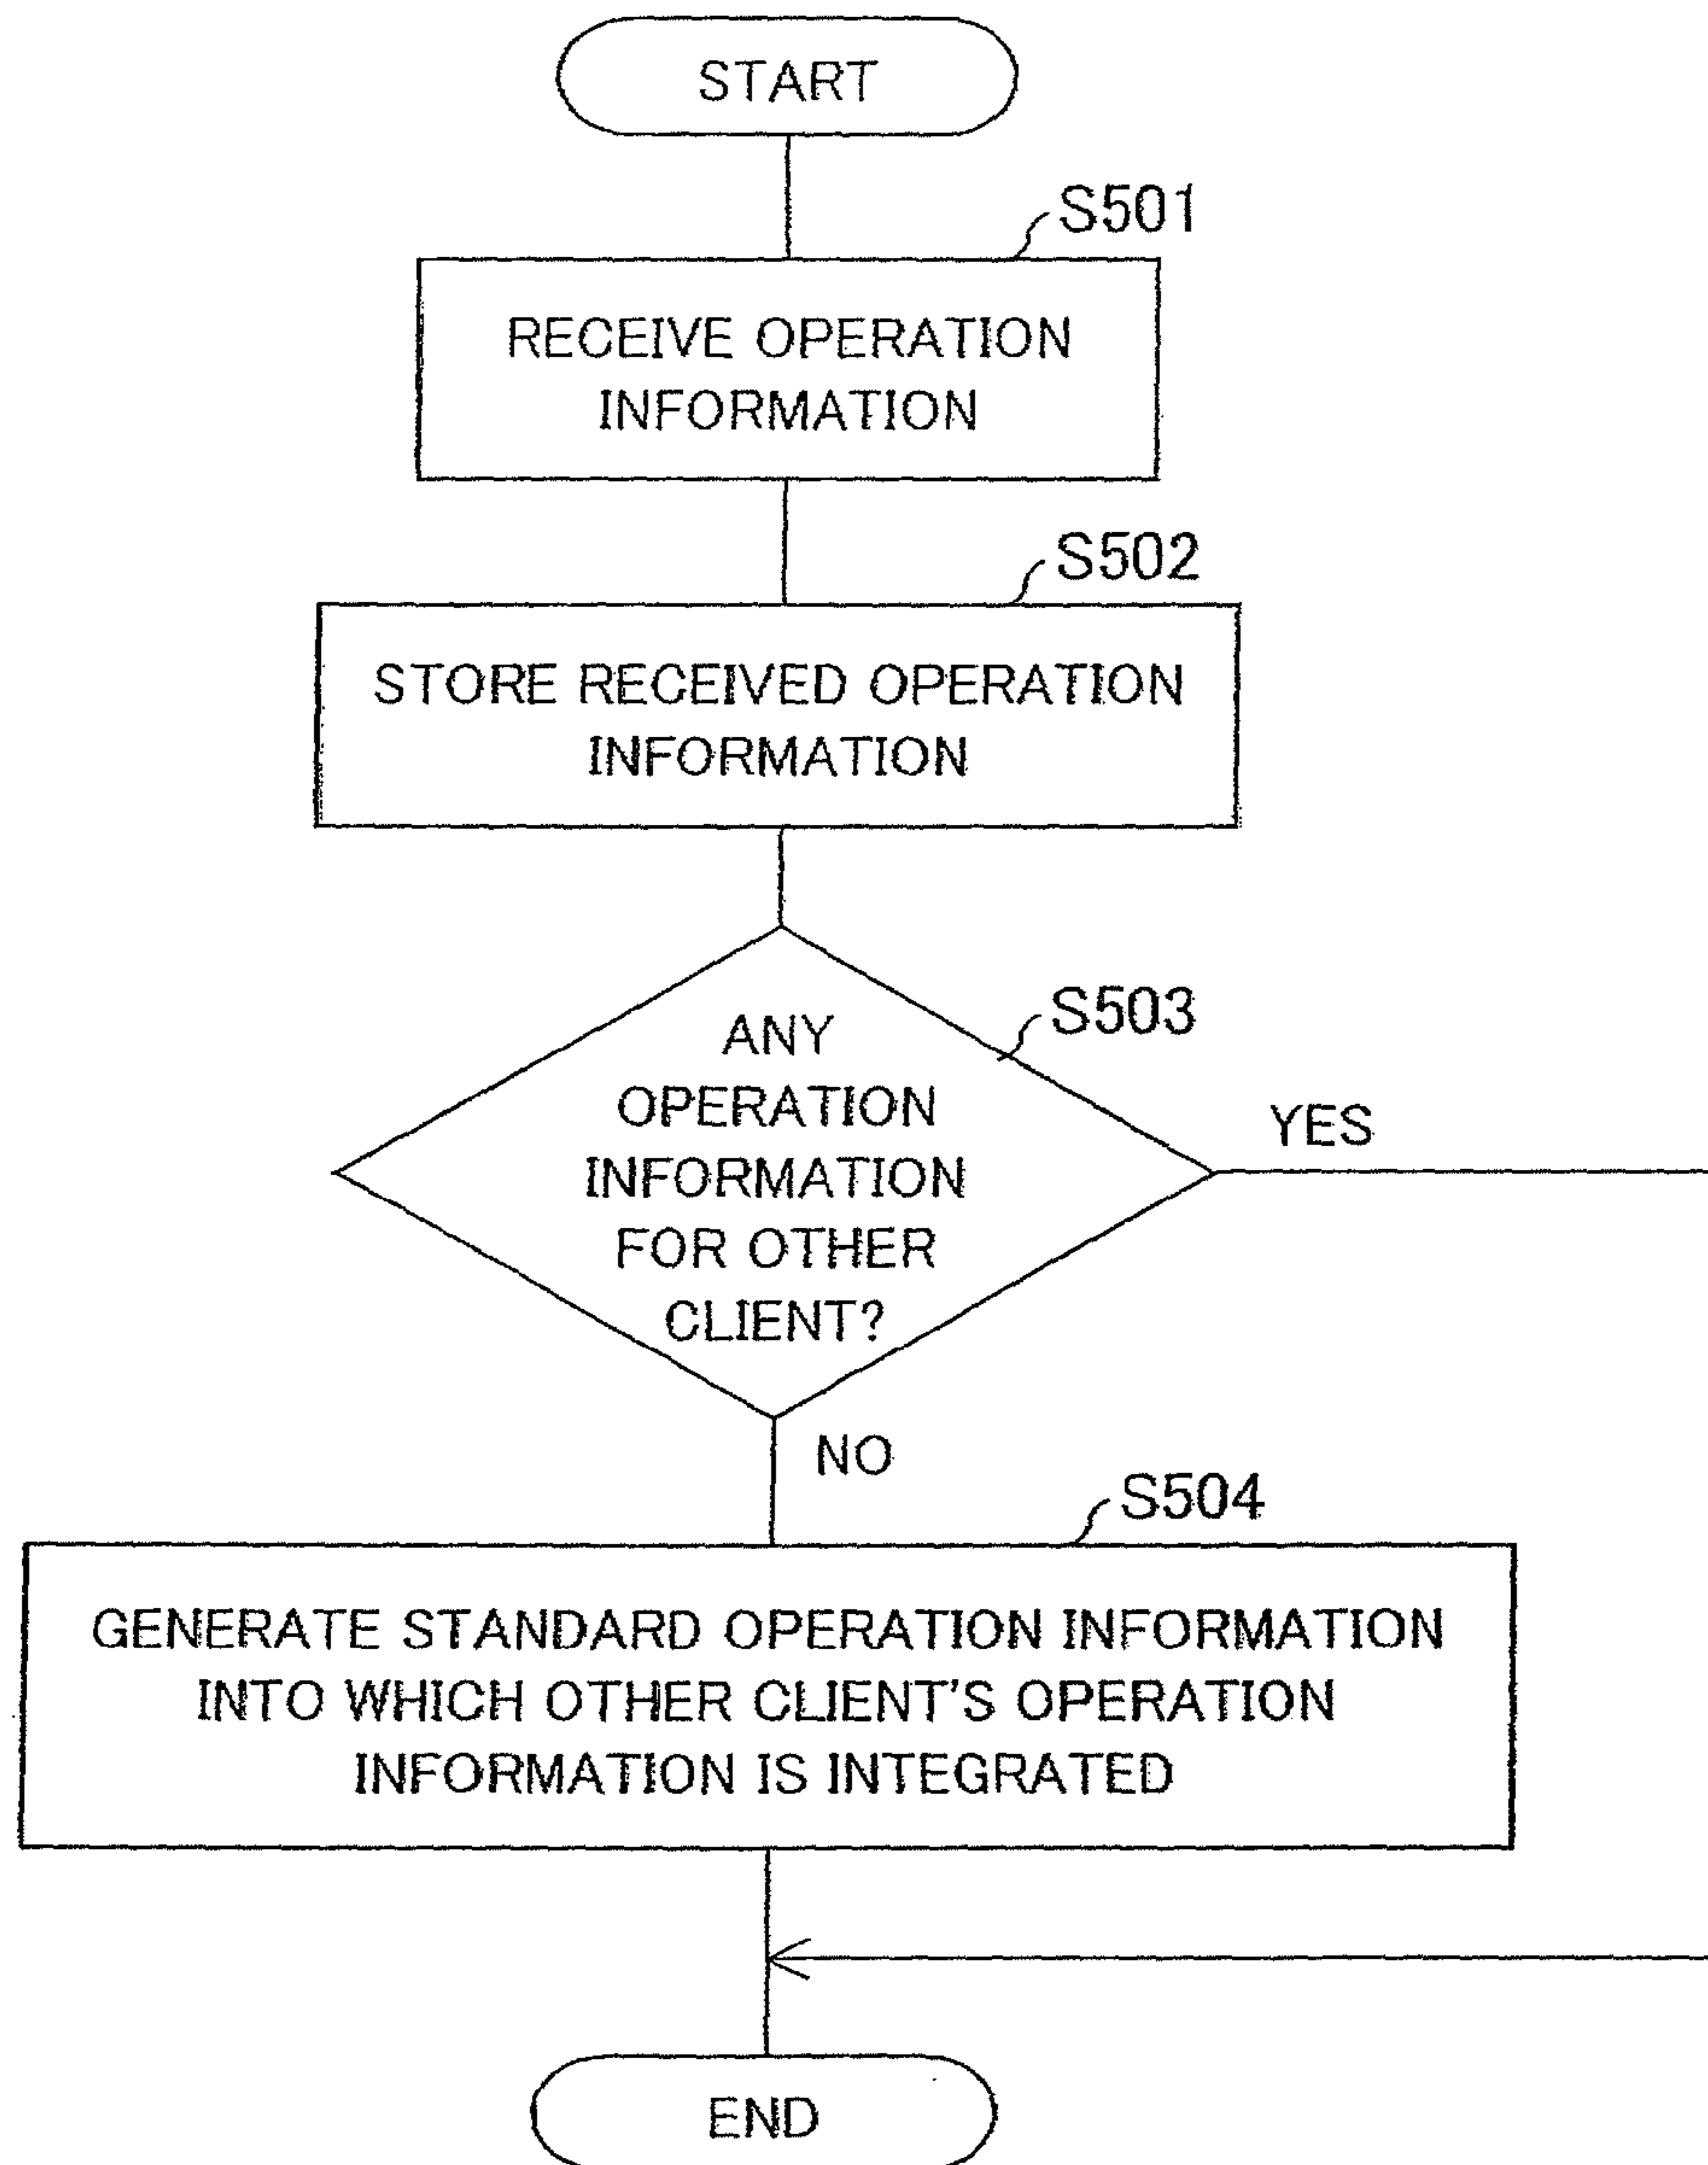 START
S501
RECEIVE OPERATION
INFORMATION
S502
STORE RECEIVED OPERATION
INFORMATION
S503
ANY
OPERATION
INFORMATION
FOR OTHER
CLIENT?
YES
NO
S504
GENERATE STANDARD OPERATION INFORMATION
INTO WHICH OTHER CLIENT'S OPERATION
INFORMATION IS INTEGRATED
END